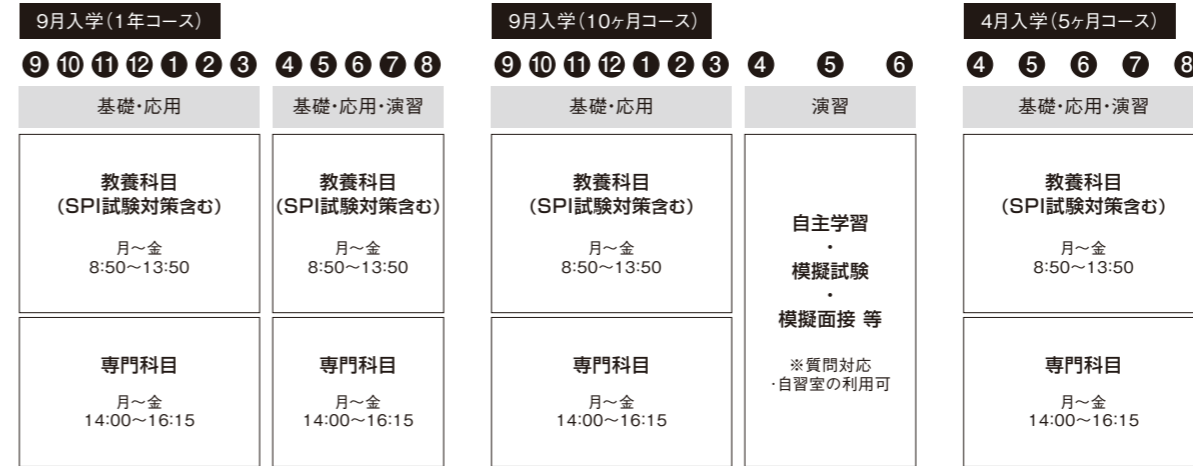 9月入学(1年コース)
❾ ❿ ⓫ ⓬ ❶ ❷ ❸ ❹ ❺ ❻ ❼ ❽
基礎・応用
基礎・応用・演習
教養科目
(SPI試験対策含む)
月〜金
8:50〜13:50
教養科目
(SPI試験対策含む)
月〜金
8:50〜13:50
専門科目
月〜金
14:00〜16:15
専門科目
月〜金
14:00〜16:15
9月入学(10ヶ月コース)
❾ ❿ ⓫ ⓬ ❶ ❷ ❸ ❹ ❺ ❻
基礎・応用
演習
教養科目
(SPI試験対策含む)
月〜金
8:50〜13:50
専門科目
月〜金
14:00〜16:15
自主学習
・
模擬試験
・
模擬面接 等
※質問対応
・自習室の利用可
4月入学(5ヶ月コース)
❹ ❺ ❻ ❼ ❽
基礎・応用・演習
教養科目
(SPI試験対策含む)
月〜金
8:50〜13:50
専門科目
月〜金
14:00〜16:15